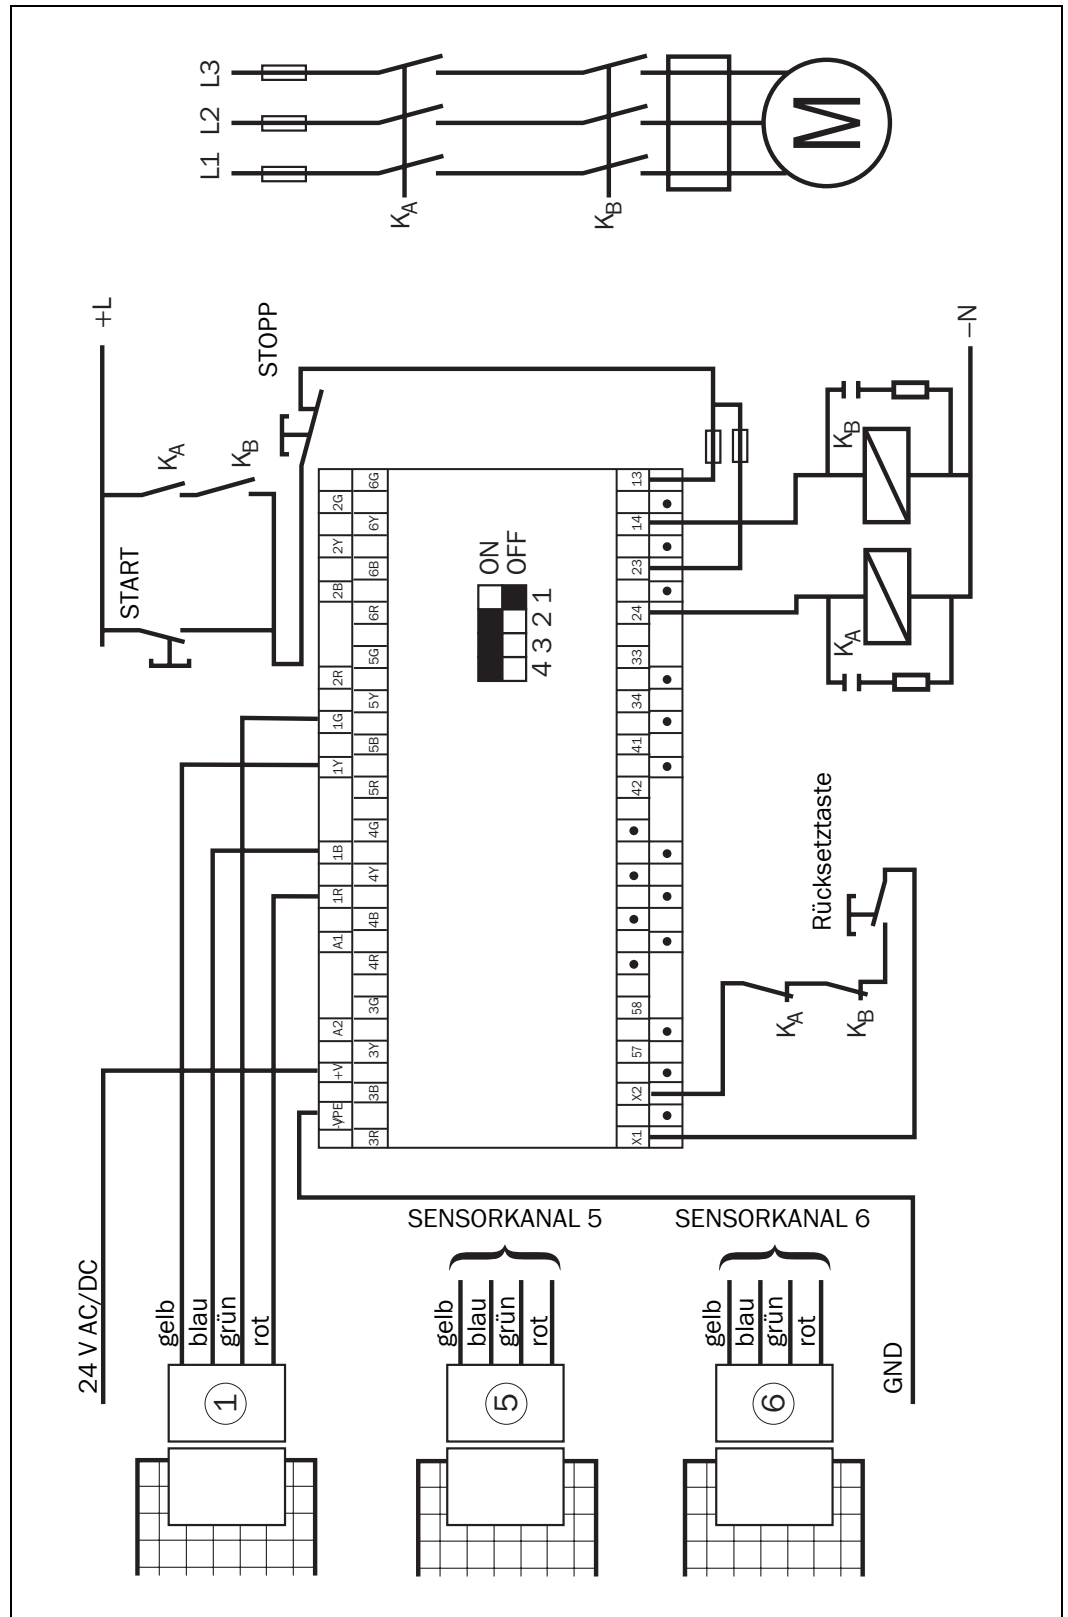 L3
L2
L1
KA
KB
M
+L
START
KA
KB
STOPP
-VPE
+V
A2
A1
1R
1B
1Y
1G
2R
2B
2Y
2G
3R
3B
3Y
3G
4R
4B
4Y
4G
5R
5B
5Y
5G
6R
6B
6Y
6G
ON
OFF
4 3 2 1
X1
X2
57
58
42
41
34
33
24
23
14
13
KA
KB
–N
Rücksetztaste
KA
KB
24 V AC/DC
gelb
blau
grün
rot
1
SENSORKANAL 5
gelb
blau
grün
rot
5
SENSORKANAL 6
gelb
blau
grün
rot
6
GND